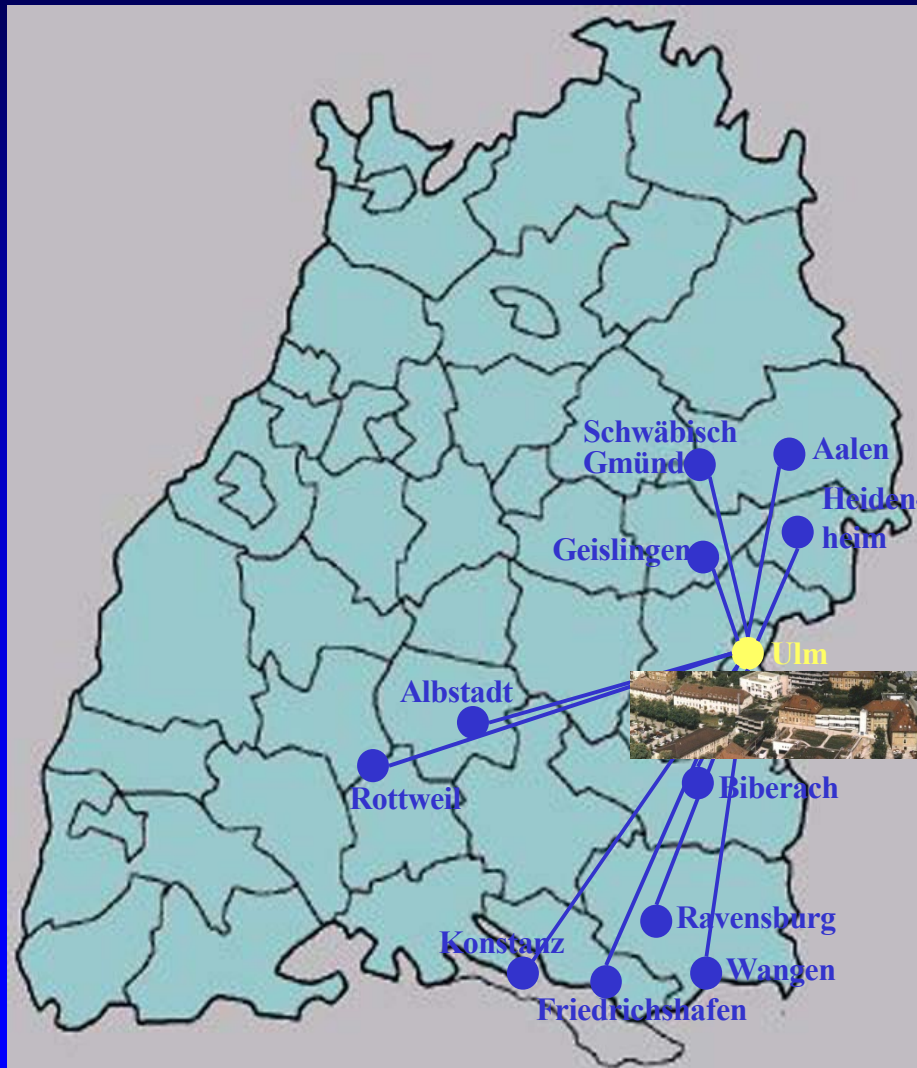 Schwäbisch
Gmünd
Aalen
Heiden-
heim
Geislingen
Ulm
Albstadt
Rottweil
Biberach
Ravensburg
Konstanz
Wangen
Friedrichshafen